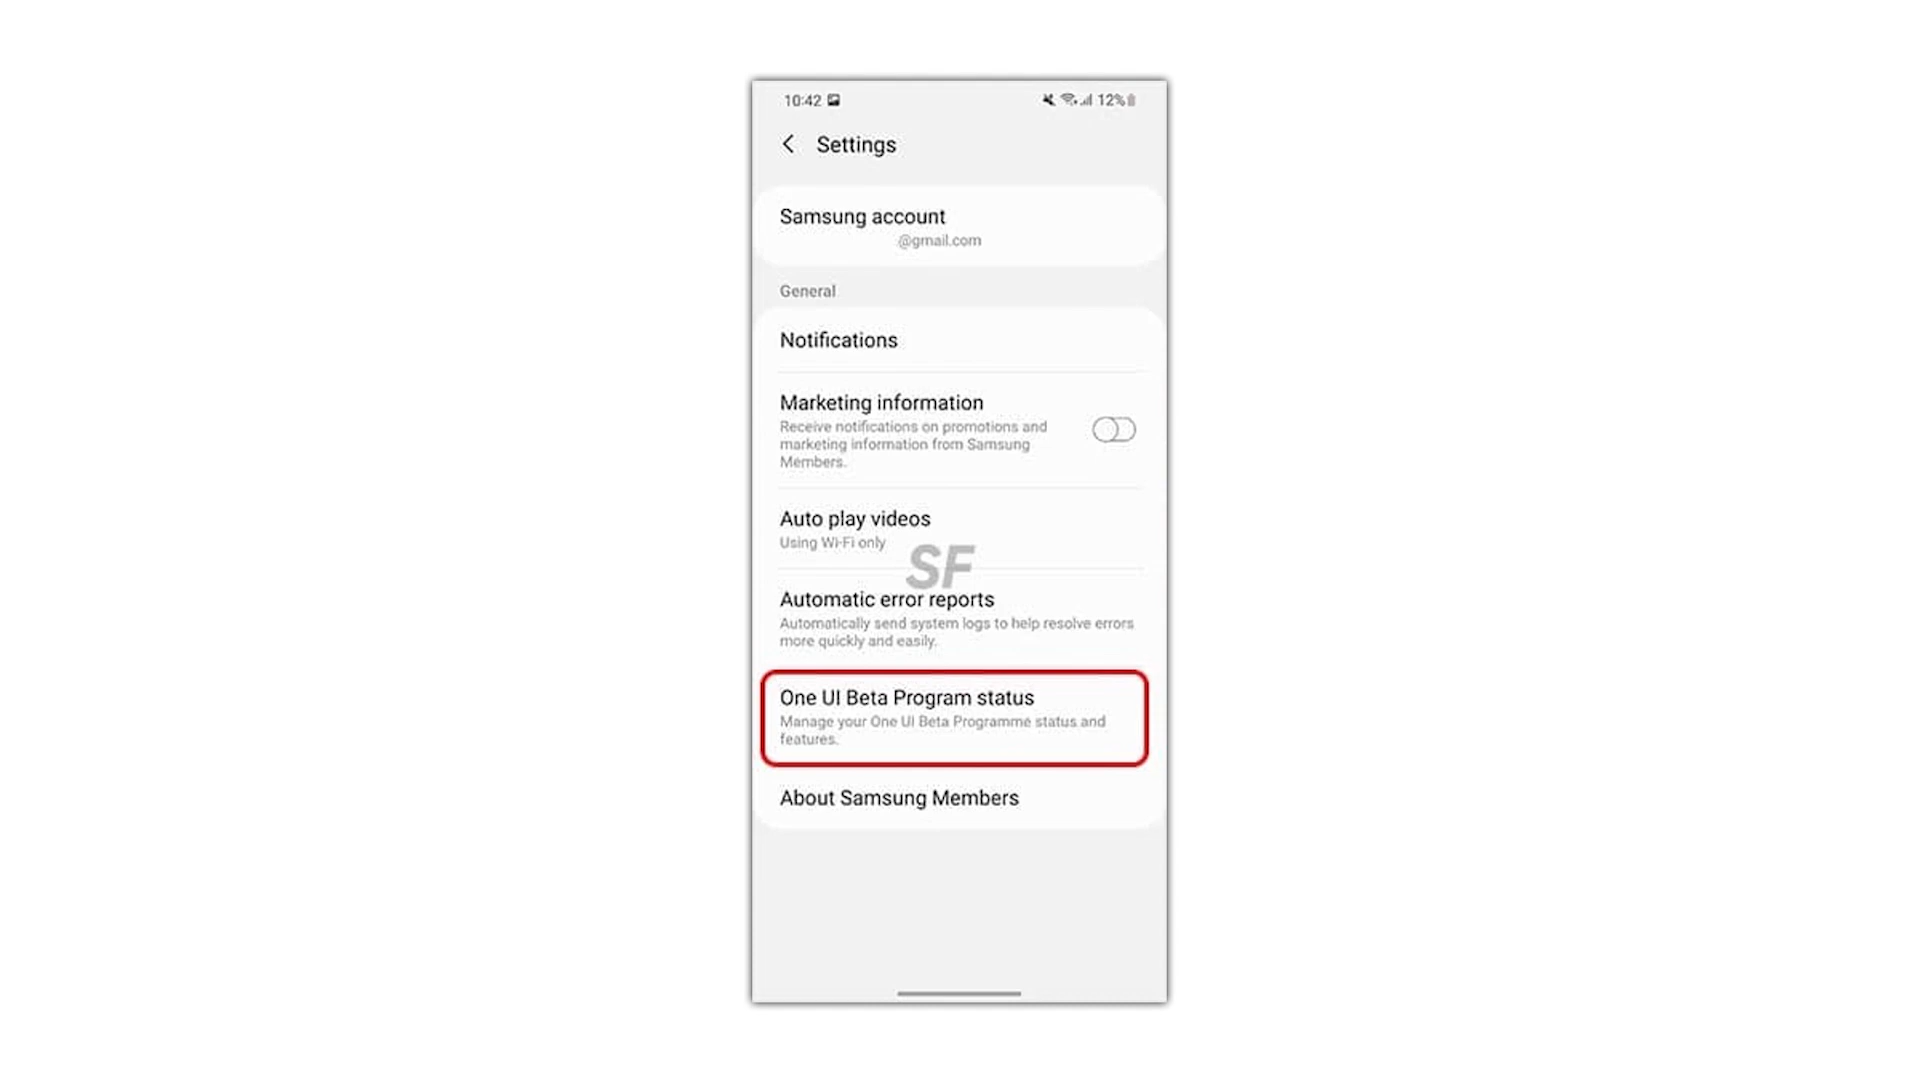 10:42 12%
Settings
Samsung account
@gmail.com
General
Notifications
Marketing information
Receive notifications on promotions and
marketing information from Samsung
Members.
Auto play videos
Using Wi-Fi only
SF
Automatic error reports
Automatically send system logs to help resolve errors
more quickly and easily.
One UI Beta Program status
Manage your One UI Beta Programme status and
features.
About Samsung Members